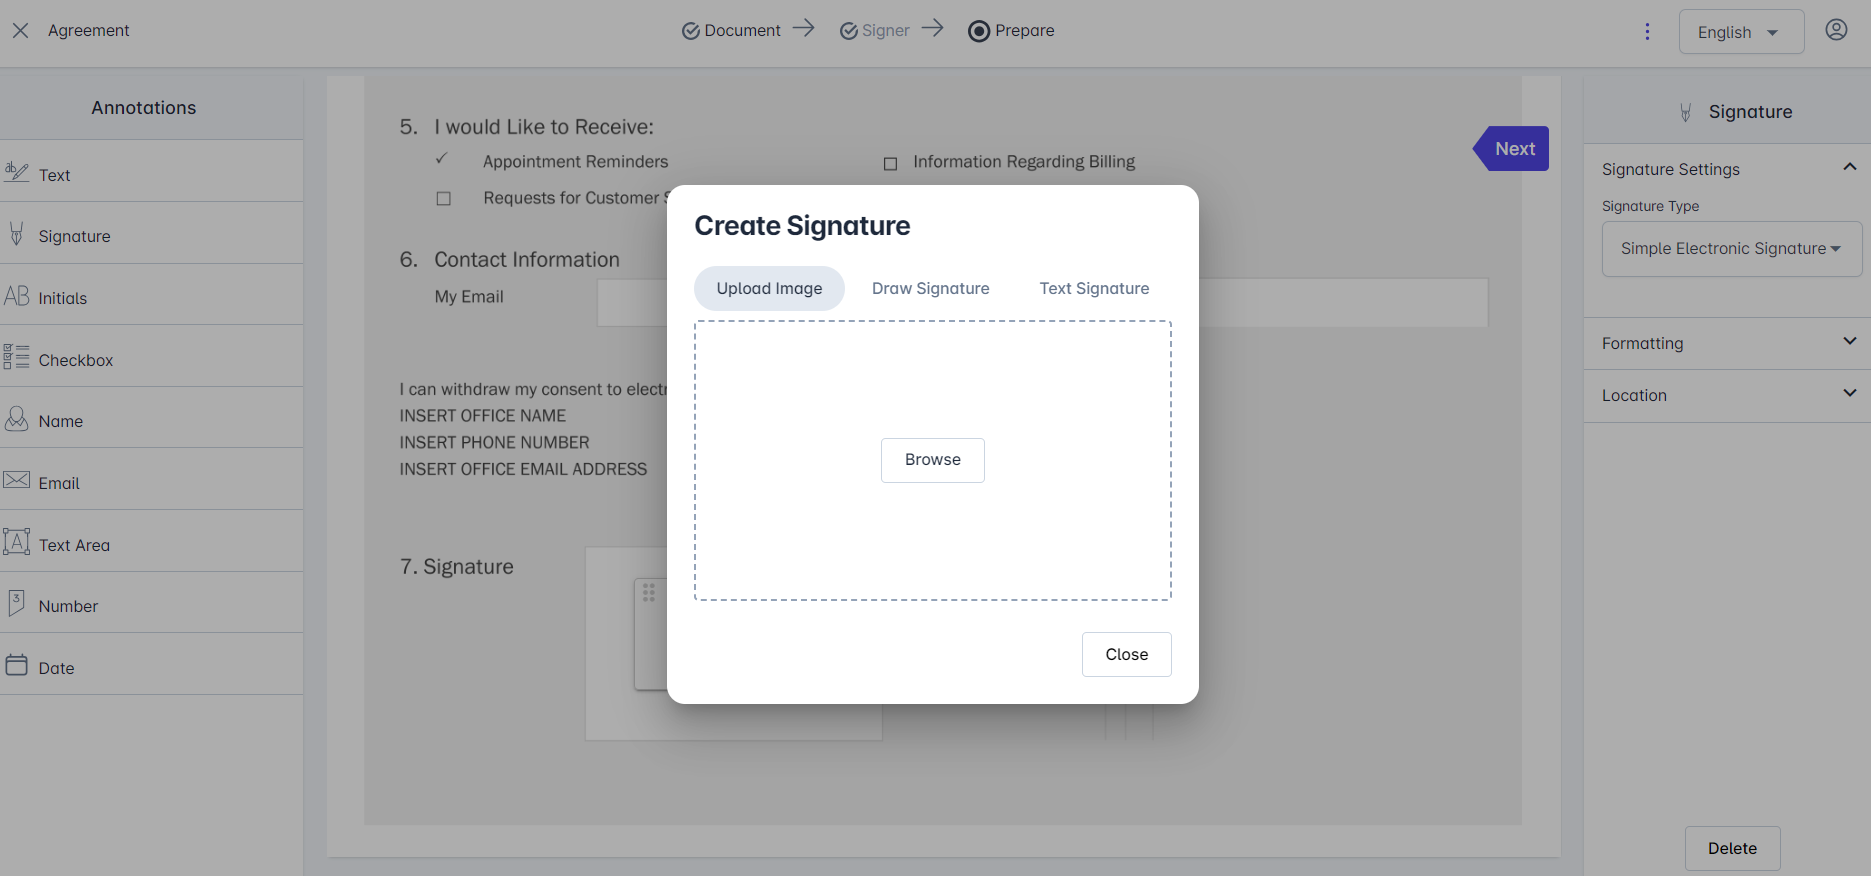 Agreement
Document
Signer
Prepare
English
Annotations
Text
Signature
Initials
Checkbox
Name
Email
Text Area
Number
Date
5. I would Like to Receive:
✓ Appointment Reminders
☐ Information Regarding Billing
☐ Requests for Customer
Next
6. Contact Information
My Email
I can withdraw my consent to
INSERT OFFICE NAME
INSERT PHONE NUMBER
INSERT OFFICE EMAIL ADDRESS
7. Signature
Create Signature
Upload Image
Draw Signature
Text Signature
Browse
Close
Signature
Signature Settings
Signature Type
Simple Electronic Signature
Formatting
Location
Delete